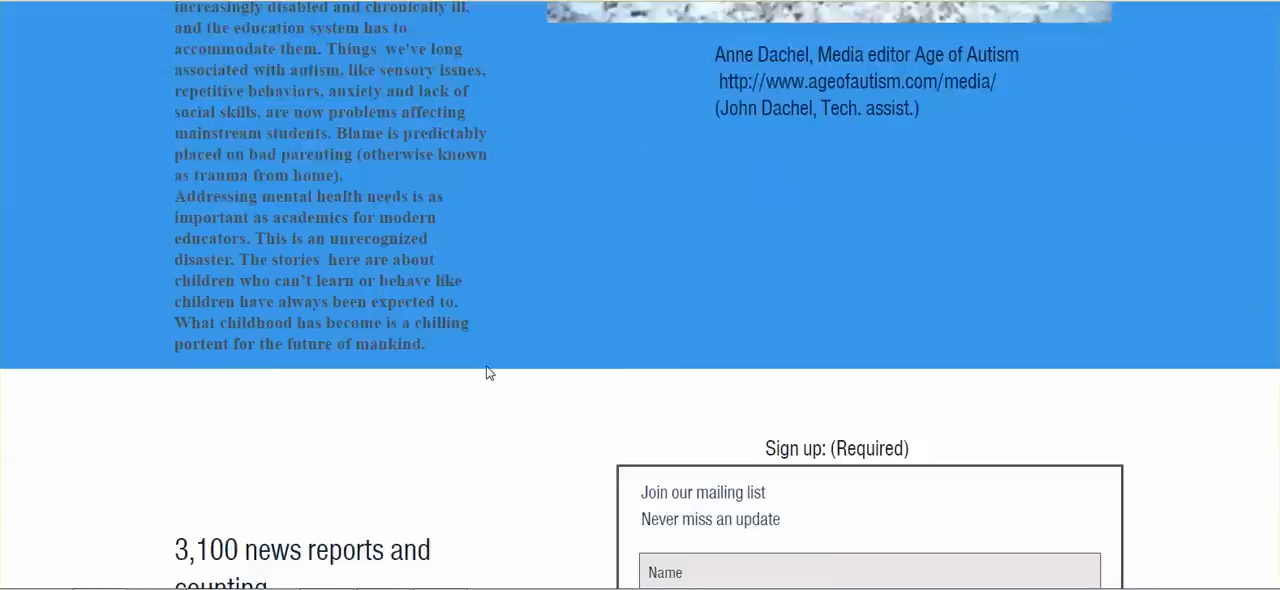 increasingly disabled and chronically ill,
and the education system has to
accommodate them. Things we've long
associated with autism, like sensory issnes,
repetitive behaviors, anxiety and lack of
social skills, are now problems affecting
mainstream students. Blame is predictably
placed on bad parenting (otherwise known
as trauma from home).
Addressing mental health needs is as
important as academics for modern
educators. This is an unrecognized
disaster. The stories here are about
children who can't learn or behave like
children have always been expected to.
What childhood has become is a chilling
portent for the future of mankind.
Anne Dachel, Media editor Age of Autism
http://www.ageofautism.com/media/
(John Dachel, Tech. assist.)
3,100 news reports and
counting
Sign up: (Required)
Join our mailing list
Never miss an update
Name